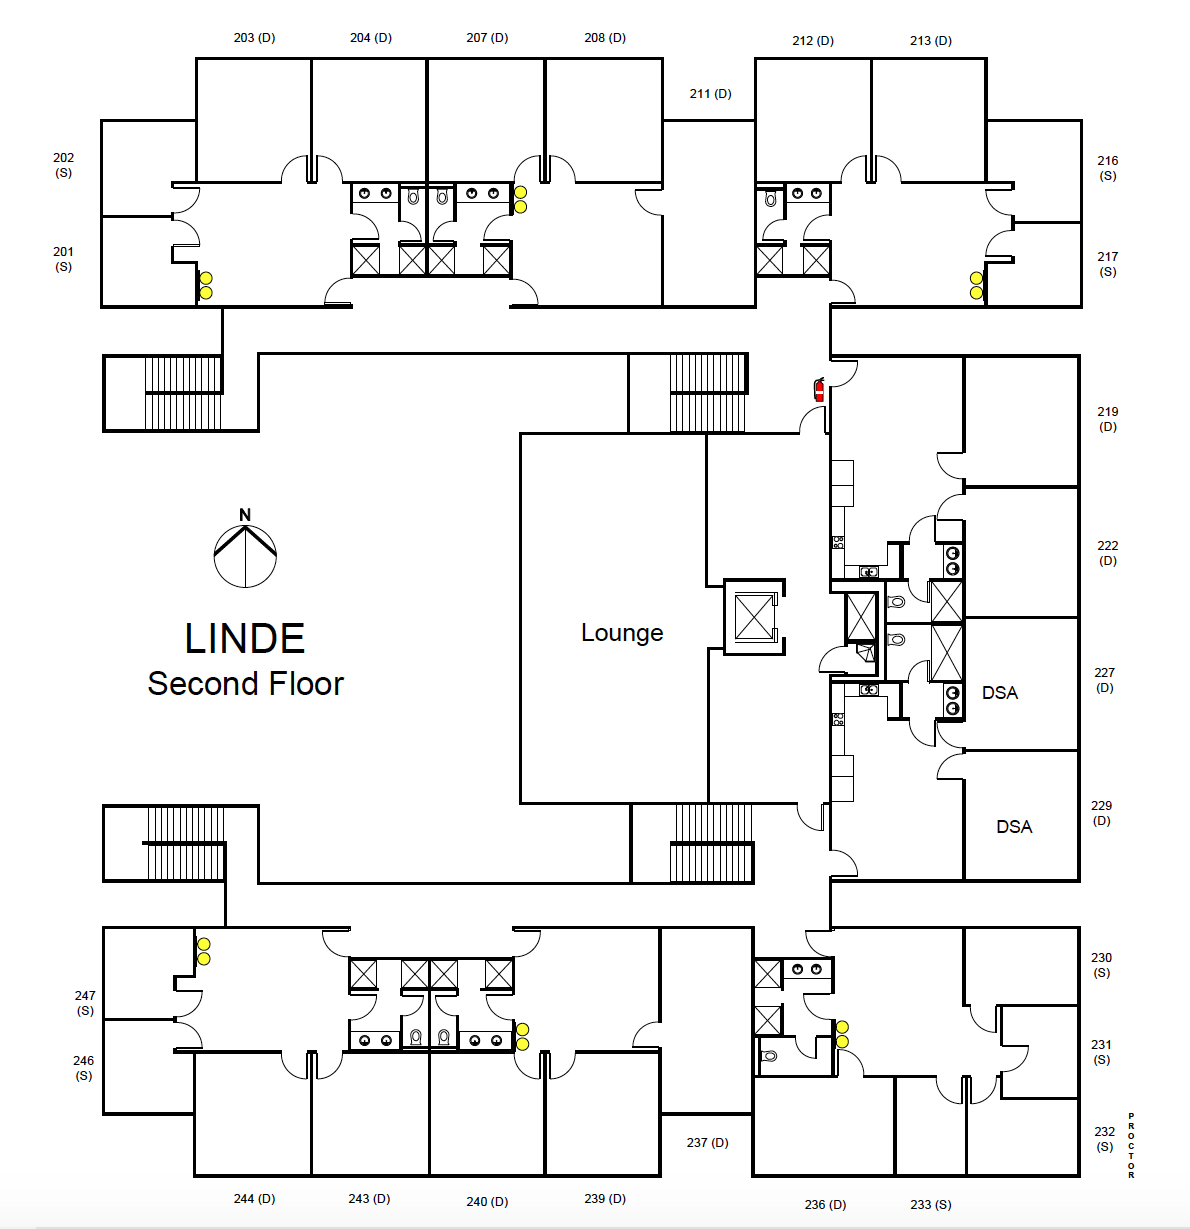 203 (D)
204 (D)
207 (D)
208 (D)
212 (D)
213 (D)
211 (D)
202
(S)
216
(S)
201
(S)
217
(S)
219
(D)
N
222
(D)
LINDE
Second Floor
Lounge
227
(D)
DSA
229
(D)
DSA
230
(S)
247
(S)
231
(S)
246
(S)
232
(S)
PROCTOR
237 (D)
244 (D)
243 (D)
240 (D)
239 (D)
236 (D)
233 (S)